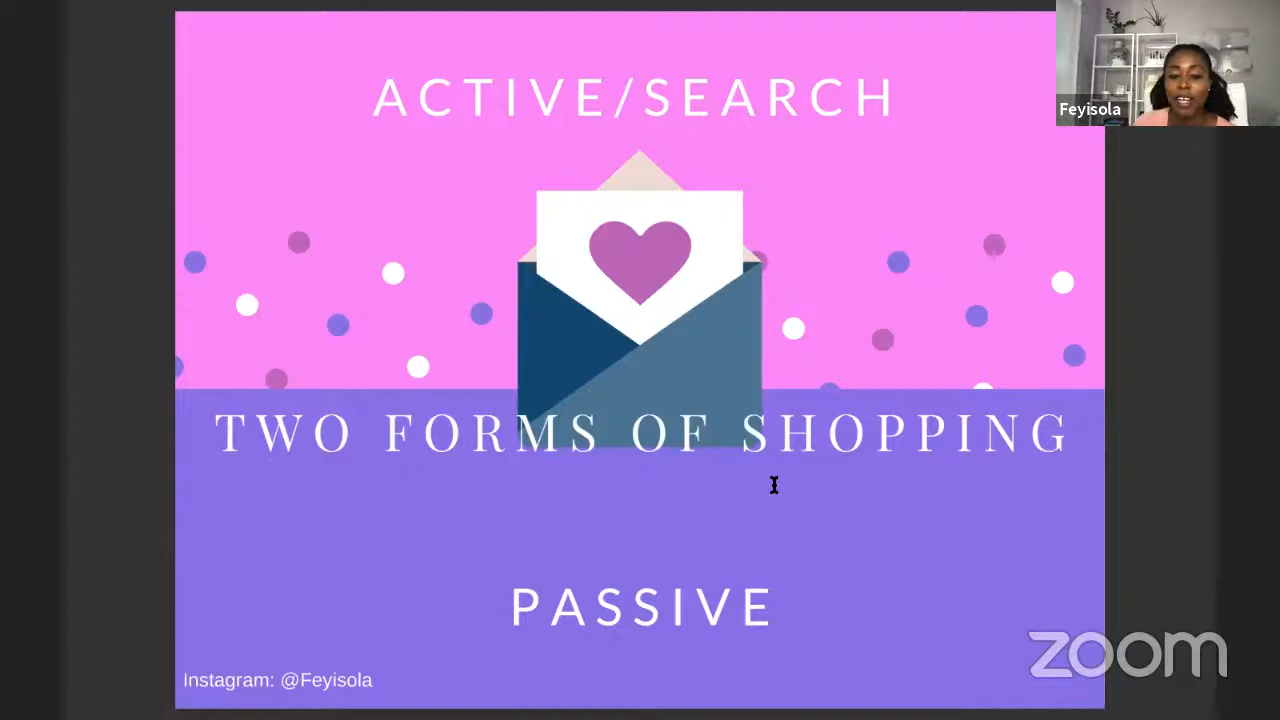 ACTIVE/SEARCH
Feyisola
TWO FORMS OF SHOPPING
PASSIVE
Instagram: @Feyisola
zoom